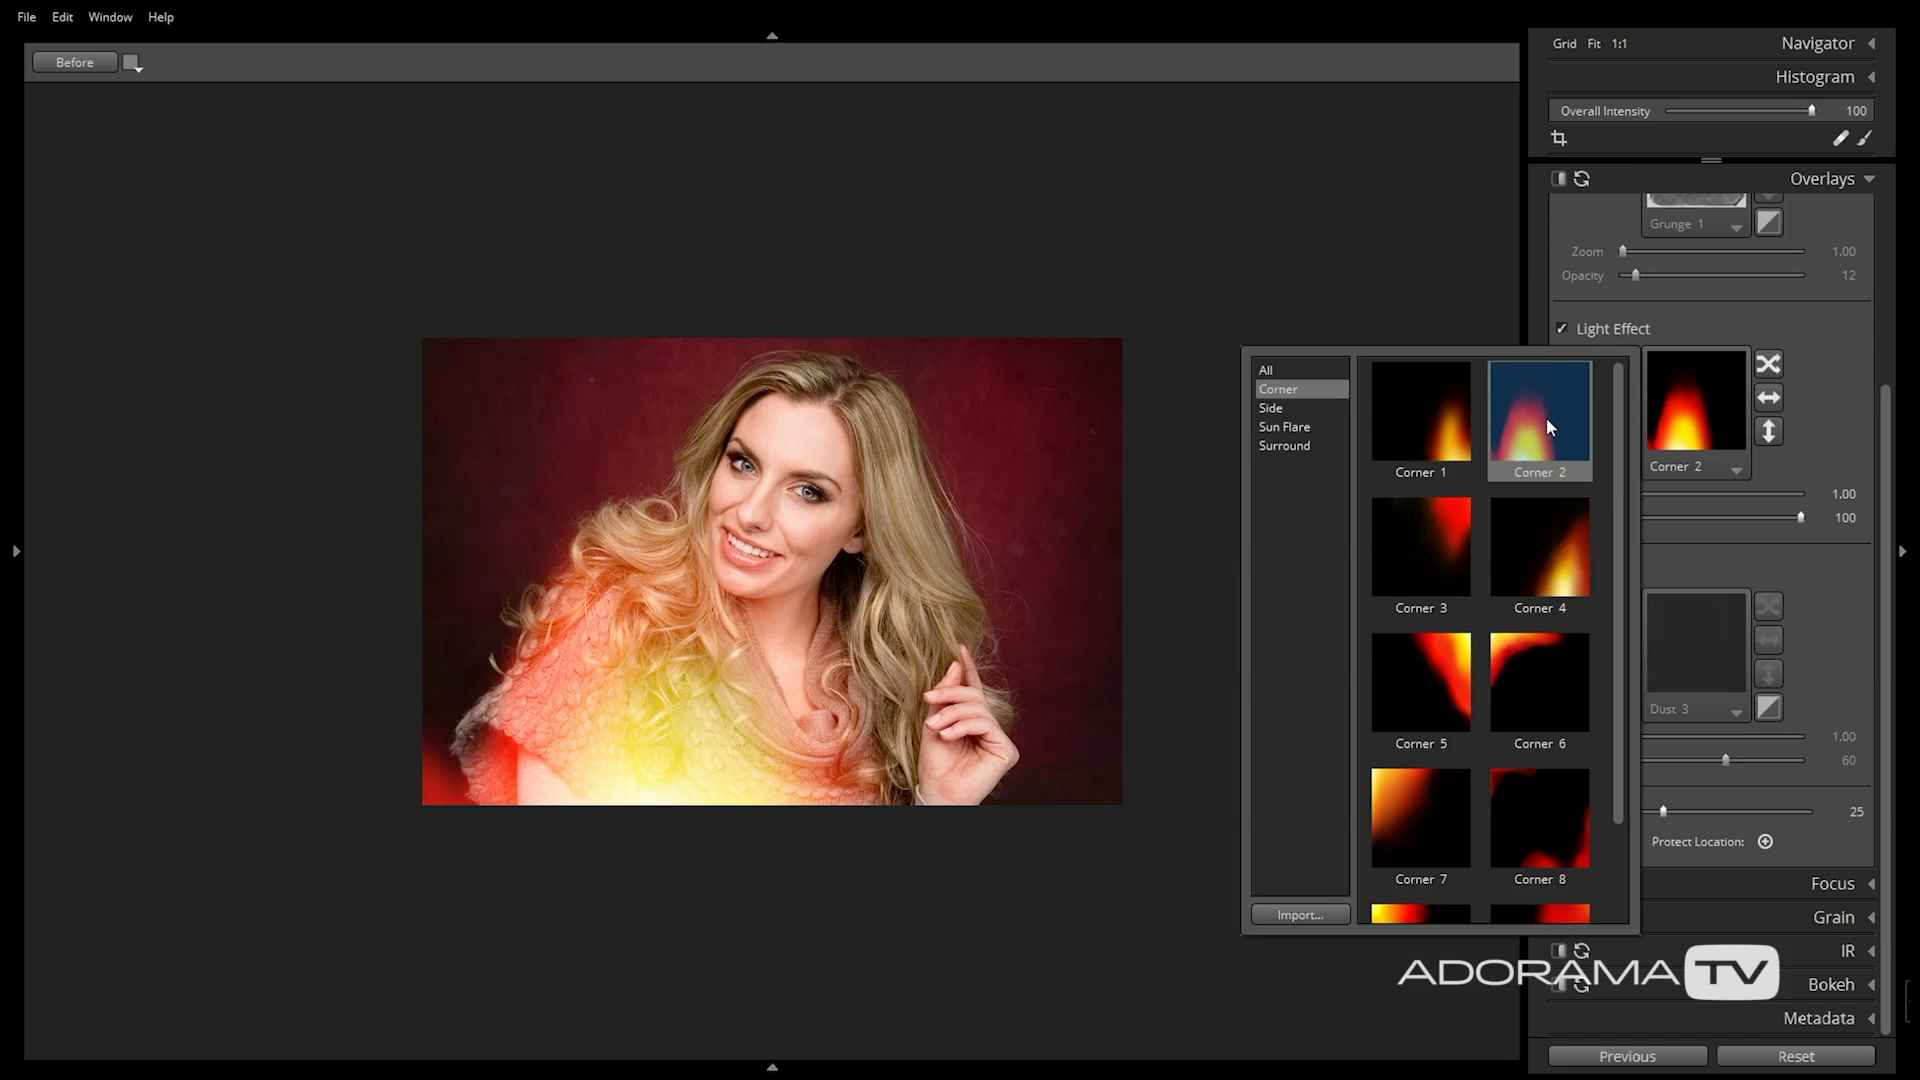 File Edit Window Help
Before
Grid Fit 1:1 Navigator
Histogram
Overall Intensity 100
Overlays
Grunge 1
Zoom 1.00
Opacity 12
Light Effect
All
Corner
Side
Sun Flare
Surround
Corner 1 Corner 2
Corner 3 Corner 4
Corner 5 Corner 6
Corner 7 Corner 8
Import...
Corner 2
1.00
100
Dust 3
1.00
60
25
Protect Location:
Focus
Grain
IR
ADORAMA TV
Bokeh
Metadata
Previous Reset